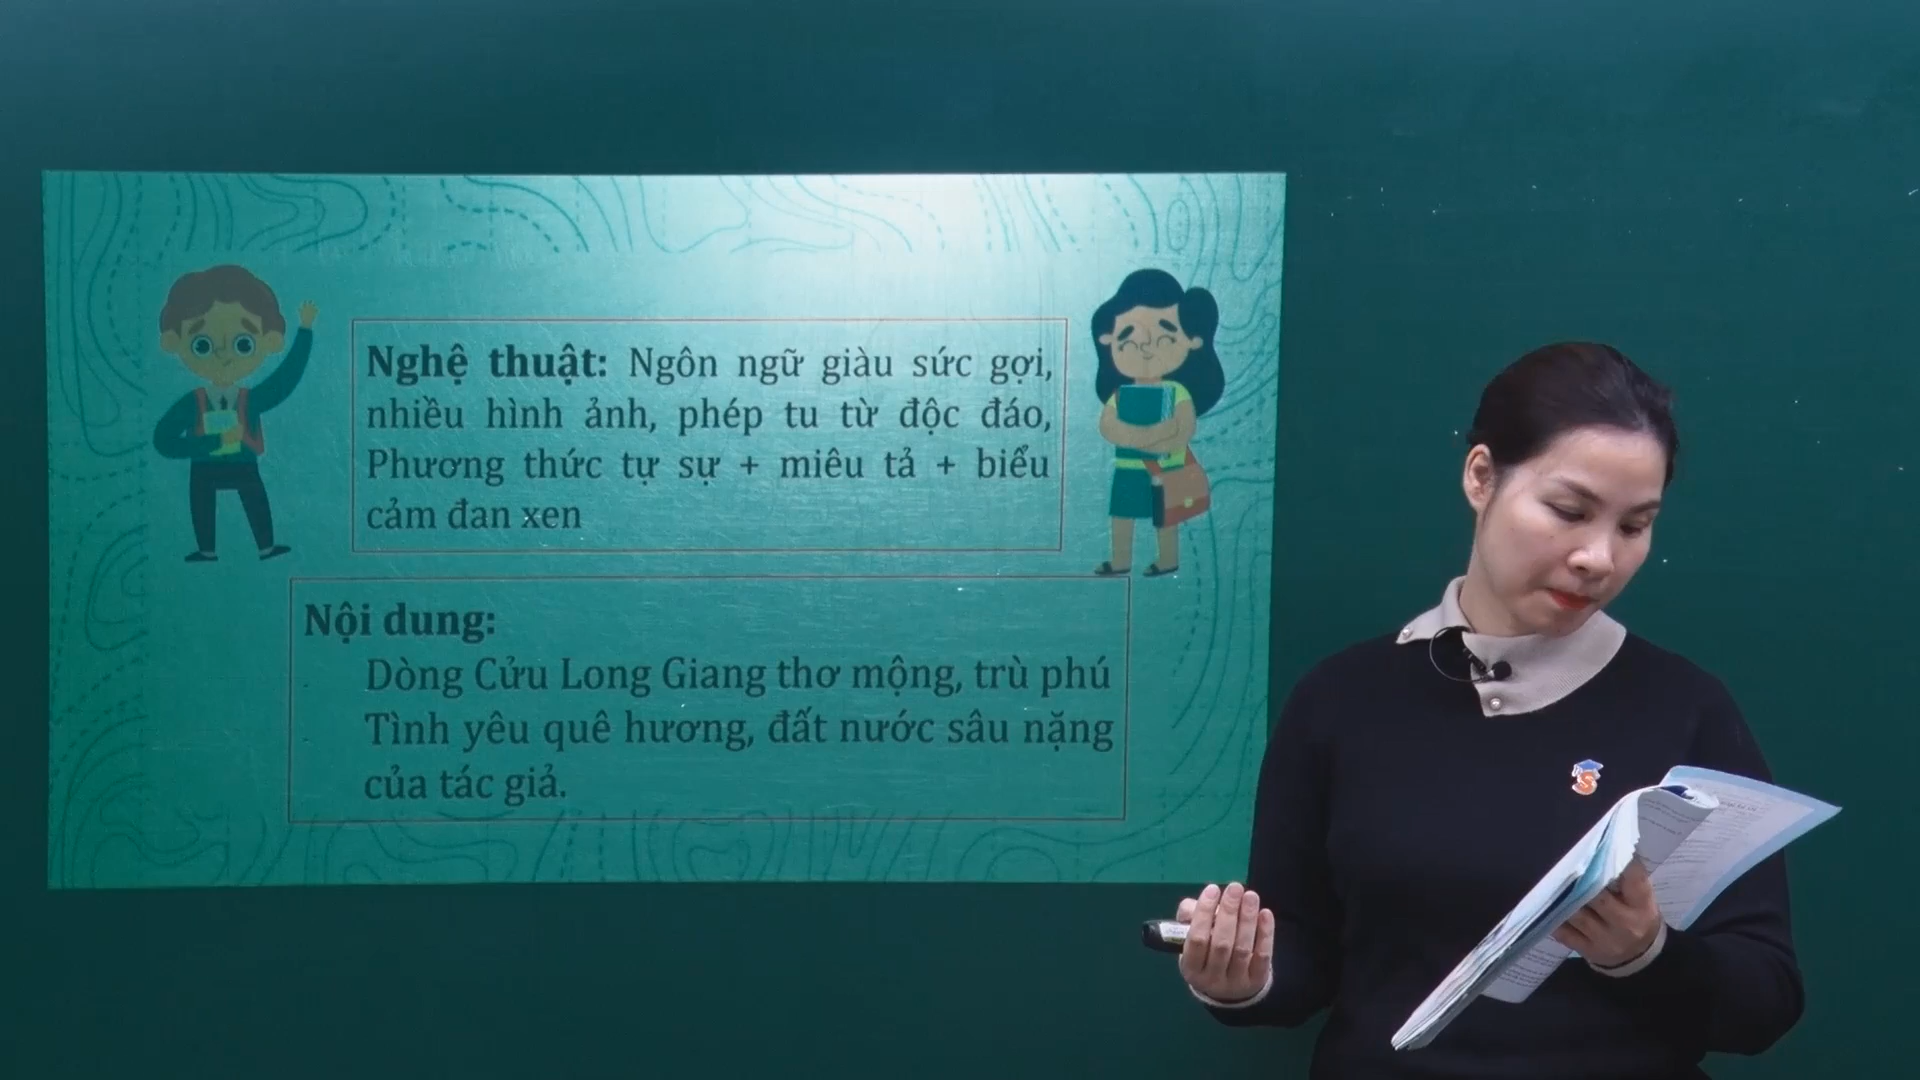 Nghệ thuật: Ngôn ngữ giàu sức gợi,
nhiều hình ảnh, phép tu từ độc đáo,
Phương thức tự sự + miêu tả + biểu
cảm đan xen
Nội dung:
Dòng Cửu Long Giang thơ mộng, trù phú
Tình yêu quê hương, đất nước sâu nặng
của tác giả.
S